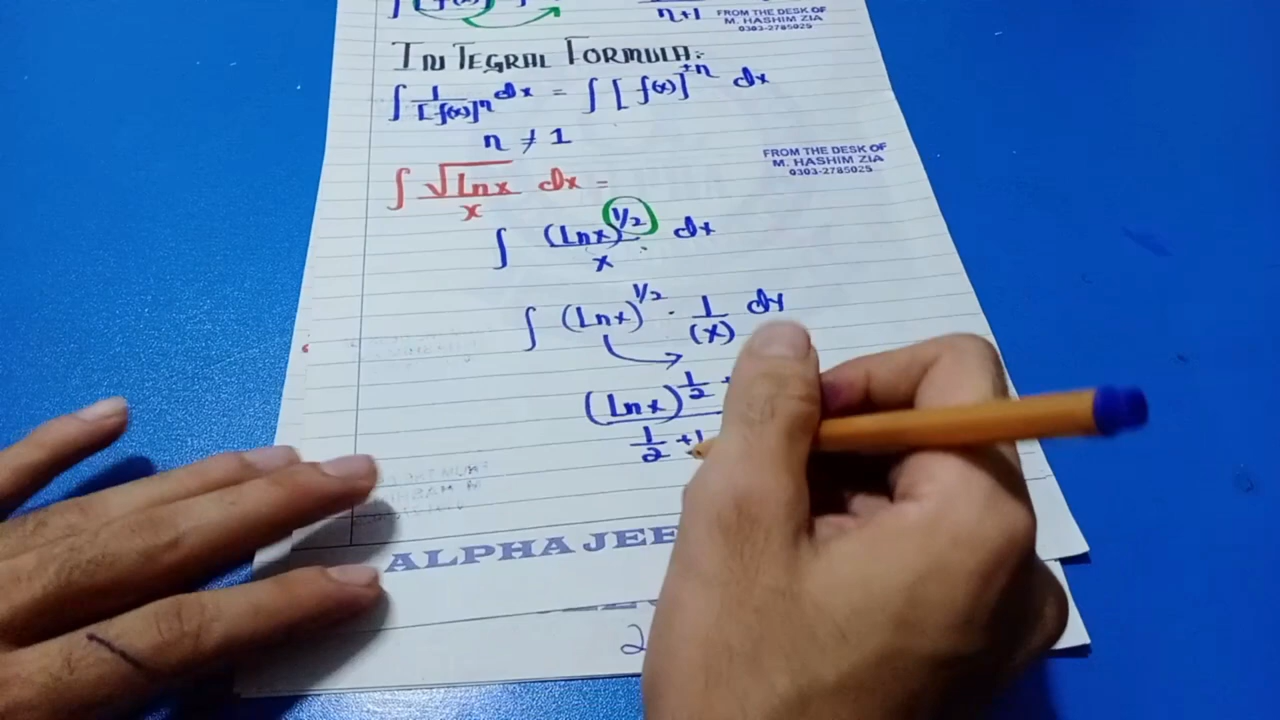 n+1
FROM THE DESK OF
M. HASHIM ZIA
0303-2785025
INTEGRAL FORMULA:
∫ 1/[f(x)]ⁿ dx = ∫ [f(x)]^±n dx
n ≠ 1
FROM THE DESK OF
M. HASHIM ZIA
0303-2785025
∫ √Lnx/x dx =
∫ (Lnx)^1/2/x dx
∫ (Lnx)^1/2 · 1/(x) dx
(Lnx)^1/2
1/2 +1
ALPHA JEE
2